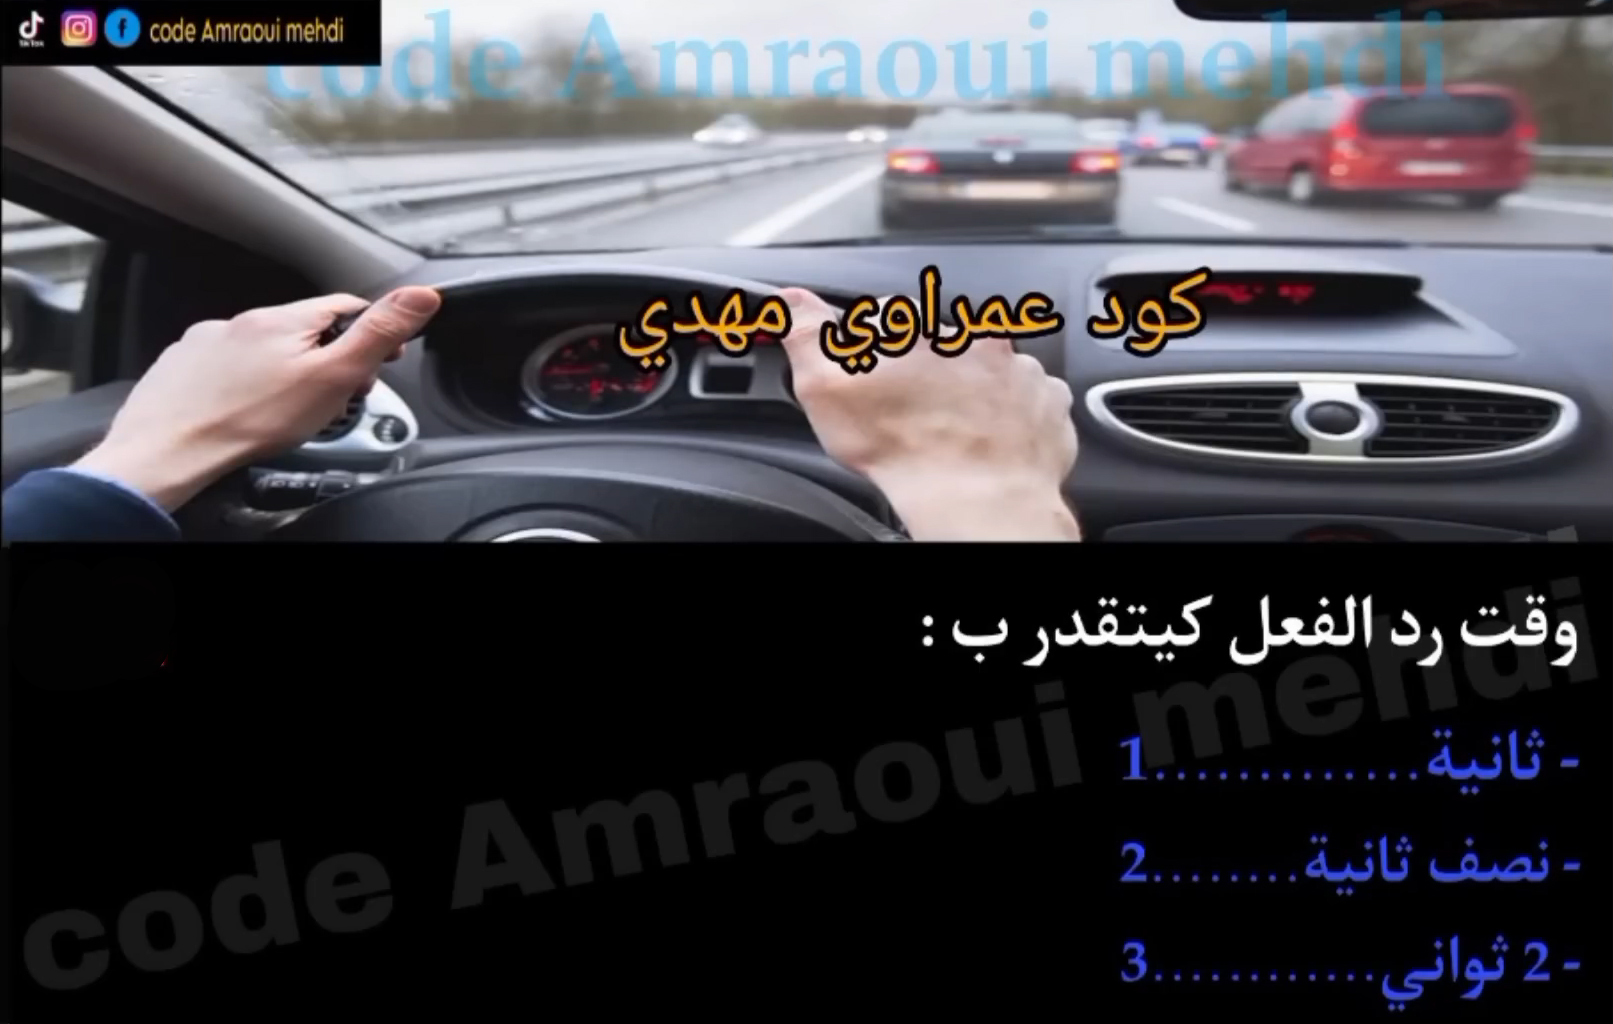 code Amraoui mehdi
code Amraoui mehdi
كود عمراوي مهدي
وقت رد الفعل كيتقدر ب :
- ثانية.............1
- نصف ثانية.......2
- 2 ثواني...........3
code Amraoui mehdi